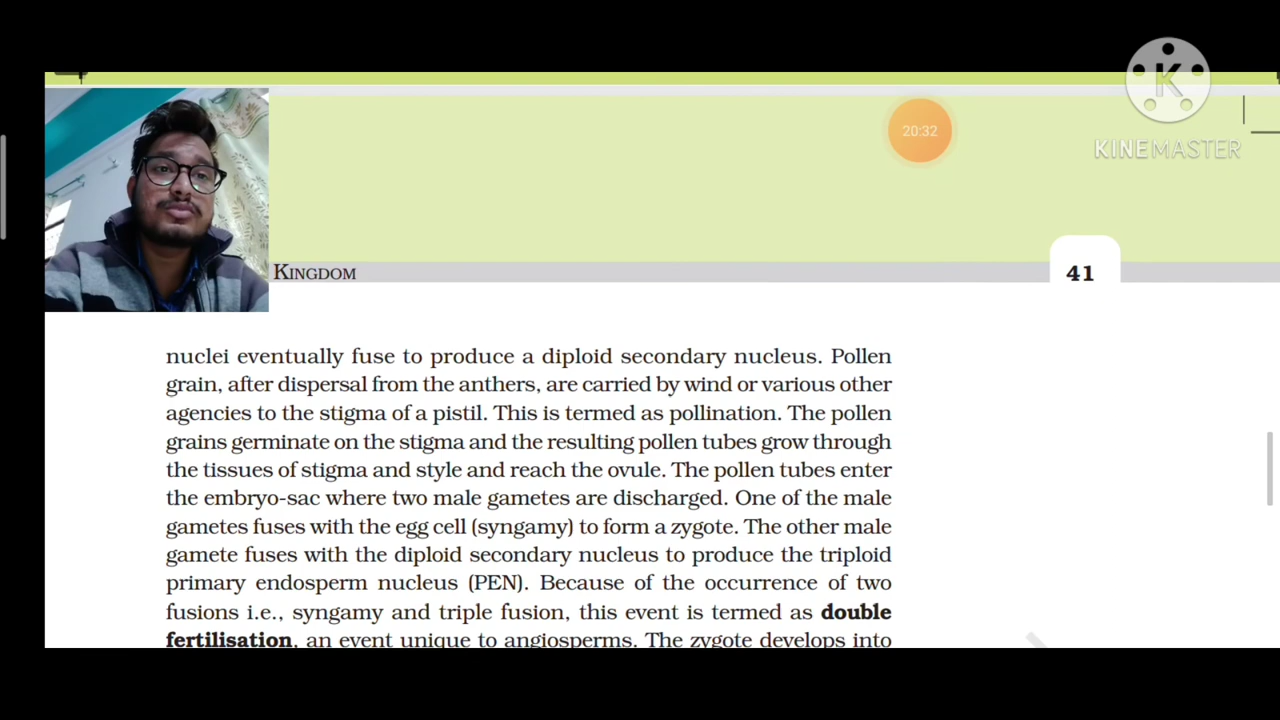 20:32
KINEMASTER
KINGDOM
41
nuclei eventually fuse to produce a diploid secondary nucleus. Pollen
grain, after dispersal from the anthers, are carried by wind or various other
agencies to the stigma of a pistil. This is termed as pollination. The pollen
grains germinate on the stigma and the resulting pollen tubes grow through
the tissues of stigma and style and reach the ovule. The pollen tubes enter
the embryo-sac where two male gametes are discharged. One of the male
gametes fuses with the egg cell (syngamy) to form a zygote. The other male
gamete fuses with the diploid secondary nucleus to produce the triploid
primary endosperm nucleus (PEN). Because of the occurrence of two
fusions i.e., syngamy and triple fusion, this event is termed as double
fertilisation, an event unique to angiosperms. The zygote develops into